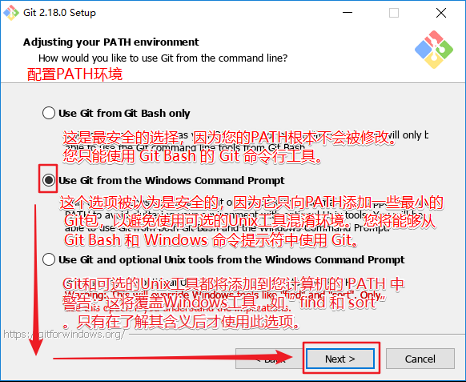 Git 2.18.0 Setup
Adjusting your PATH environment
How would you like to use Git from the command line?
配置PATH环境
Use Git from Git Bash only
这是最安全的选择，因为您的PATH根本不会被修改。 will only b
您只能使用 Git Bash 的 Git 命令行工具。
Use Git from the Windows Command Prompt
这个选项被认为是安全的，因为它只向PATH添加一些最小的
Git包，以避免使用可选的Unix工具混淆环境。 您将能够从
Git Bash 和 Windows 命令提示符中使用 Git。
Use Git and optional Unix tools from the Windows Command Prompt
Git和可选的Unix工具都将添加到您计算机的 PATH 中
警告：这将覆盖Windows工具，如 " find 和 sort "
。只有在了解其含义后才使用此选项。
https://gitforwindows.org/
< Back
Next >
Cancel